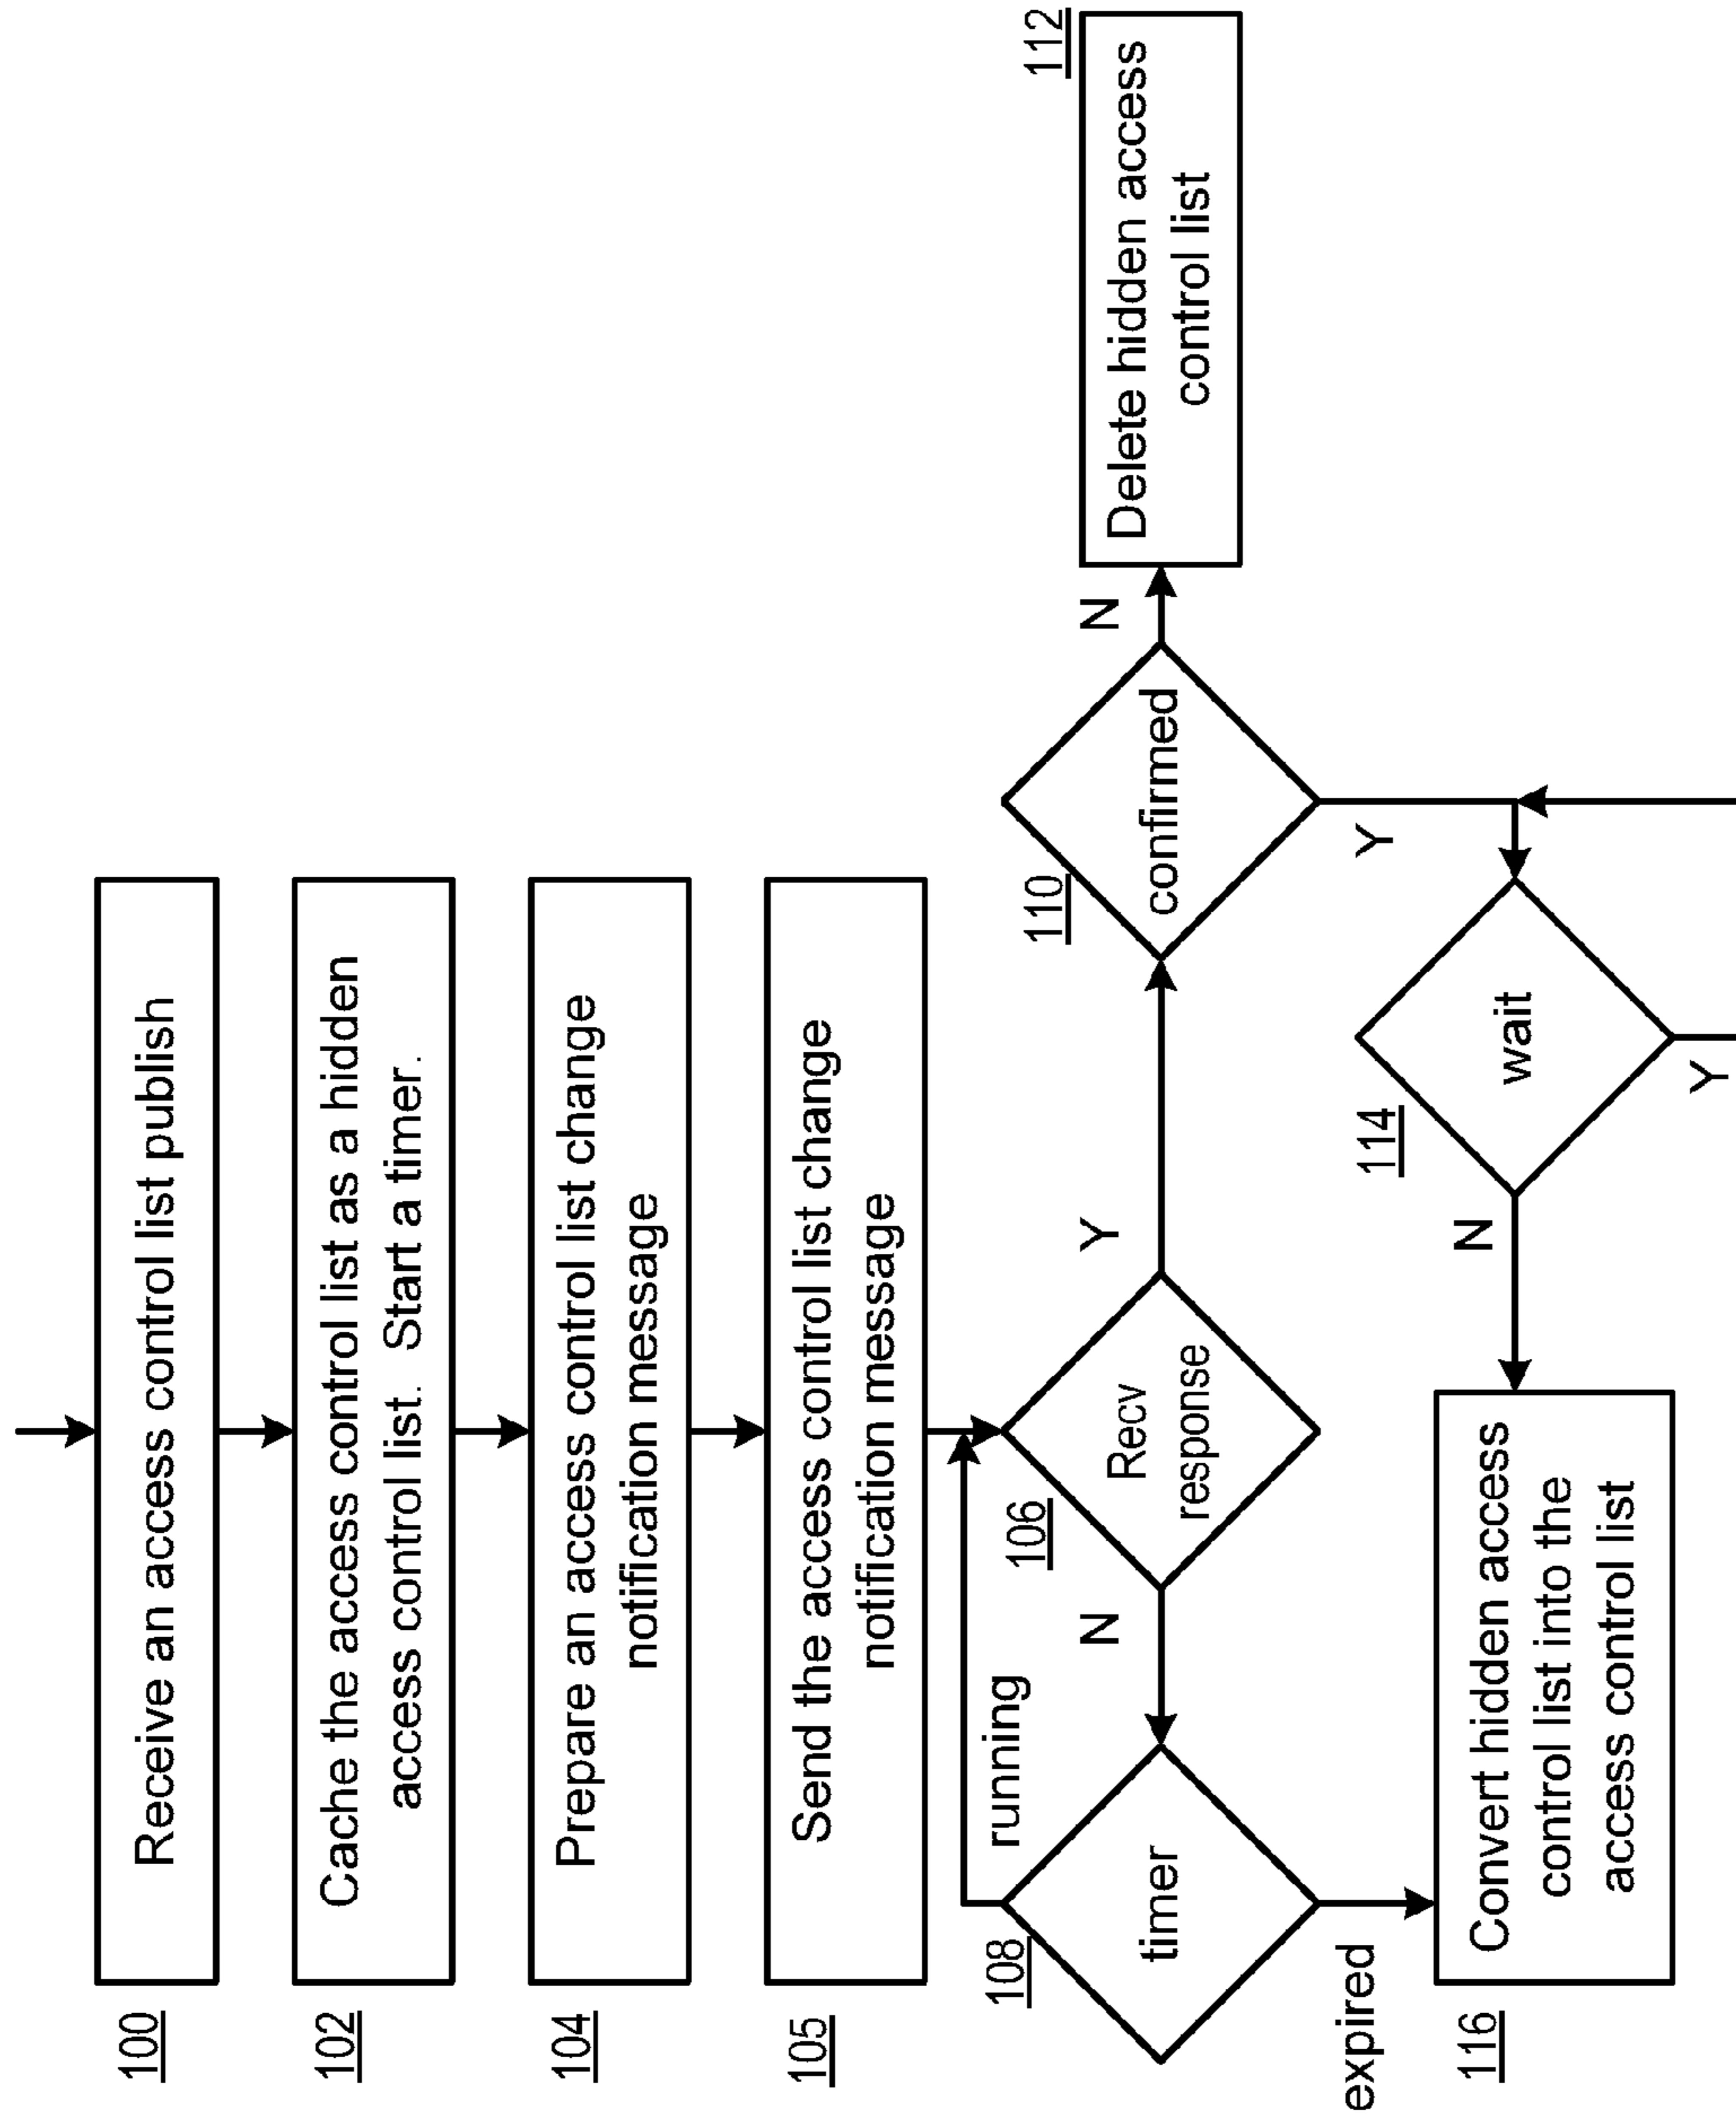 100
Receive an access control list publish
102
Cache the access control list as a hidden
access control list. Start a timer.
104
Prepare an access control list change
notification message
105
Send the access control list change
notification message
running
108
timer
expired
N
106
Recv
response
Y
110
confirmed
N
112
Delete hidden access
control list
Y
114
wait
Y
N
116
Convert hidden access
control list into the
access control list